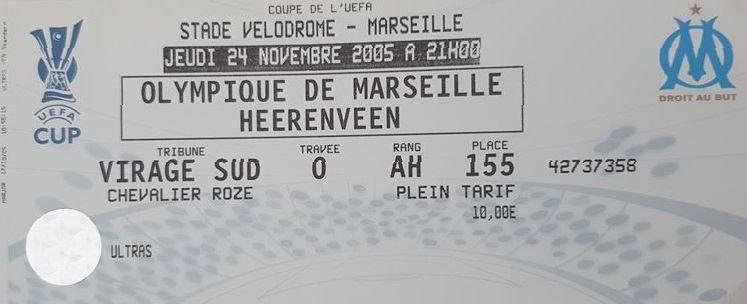 COUPE DE L'UEFA
STADE VELODROME - MARSEILLE
JEUDI 24 NOVEMBRE 2005 A 21H00
OLYMPIQUE DE MARSEILLE
HEERENVEEN
UEFA
CUP
DROIT AU BUT
TRIBUNE TRAVEE RANG PLACE
VIRAGE SUD O AH 155 42737358
CHEVALIER ROZE PLEIN TARIF
10,00E
ULTRAS